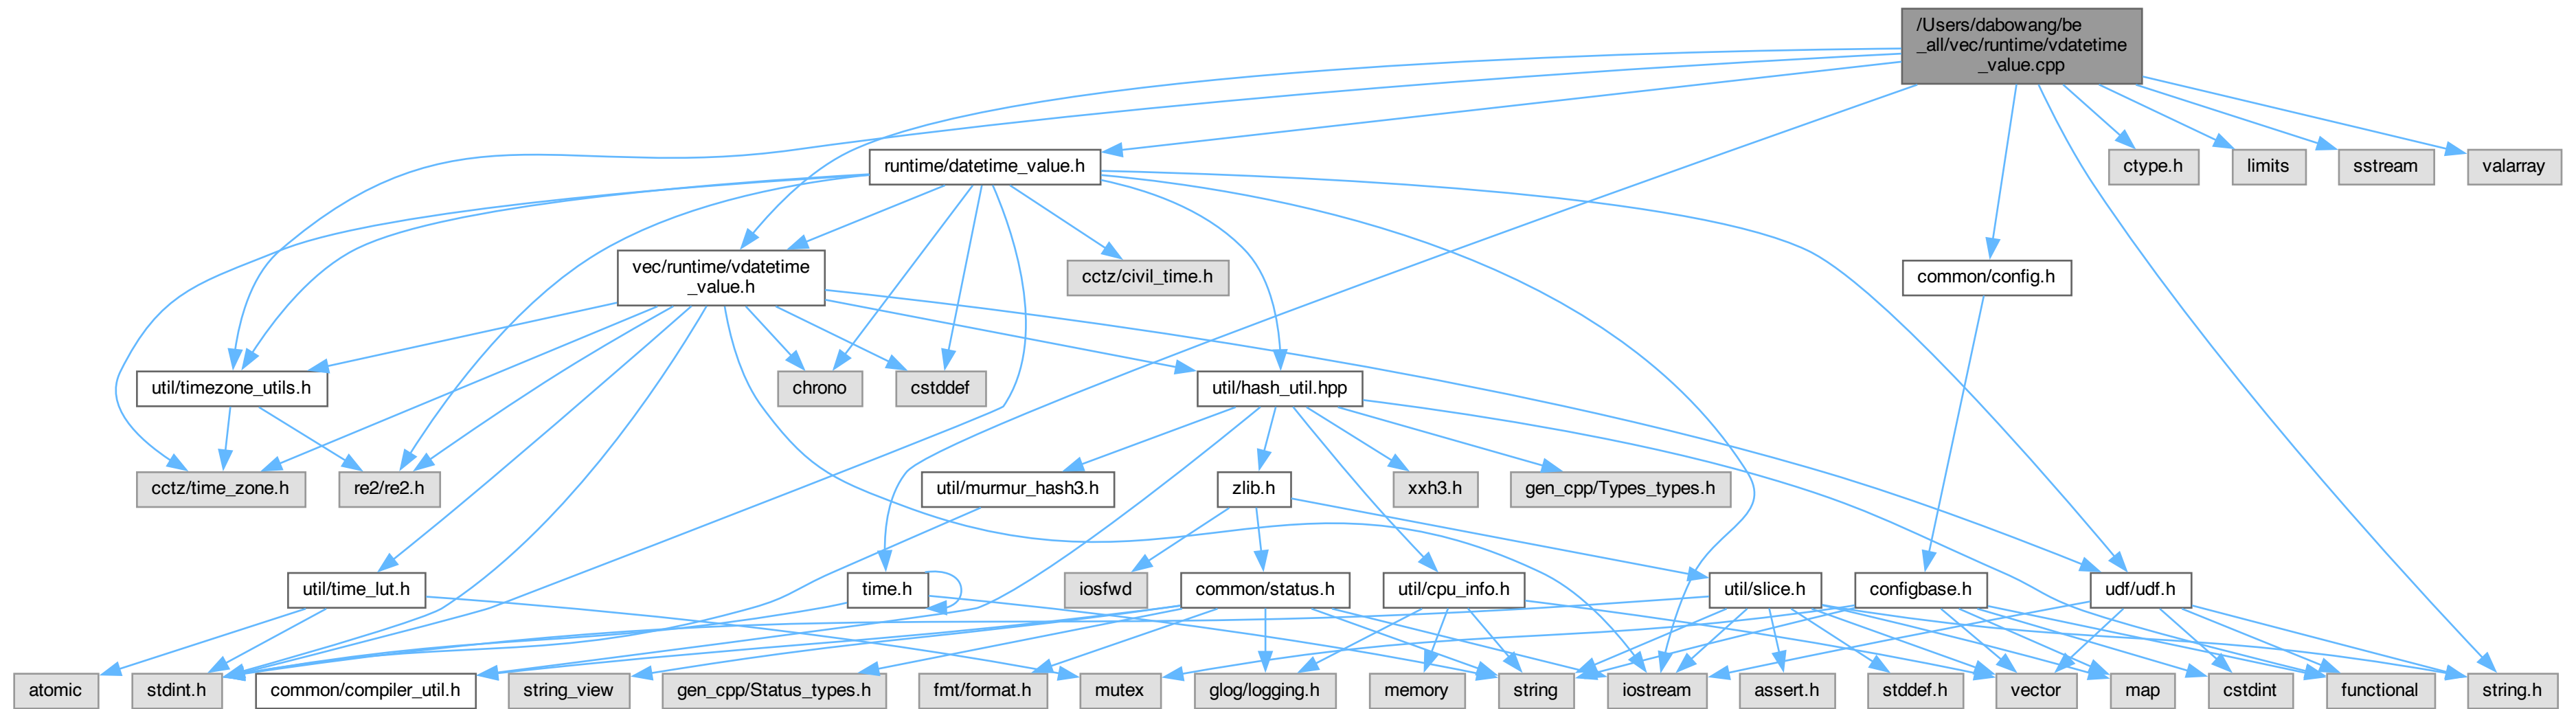 /Users/dabowang/be
_all/vec/runtime/vdatetime
_value.cpp
runtime/datetime_value.h
ctype.h
limits
sstream
valarray
vec/runtime/vdatetime
_value.h
cctz/civil_time.h
common/config.h
util/timezone_utils.h
chrono
cstddef
util/hash_util.hpp
cctz/time_zone.h
re2/re2.h
util/murmur_hash3.h
zlib.h
xxh3.h
gen_cpp/Types_types.h
util/time_lut.h
time.h
iosfwd
common/status.h
util/cpu_info.h
util/slice.h
configbase.h
udf/udf.h
atomic
stdint.h
common/compiler_util.h
string_view
gen_cpp/Status_types.h
fmt/format.h
mutex
glog/logging.h
memory
string
iostream
assert.h
stddef.h
vector
map
cstdint
functional
string.h